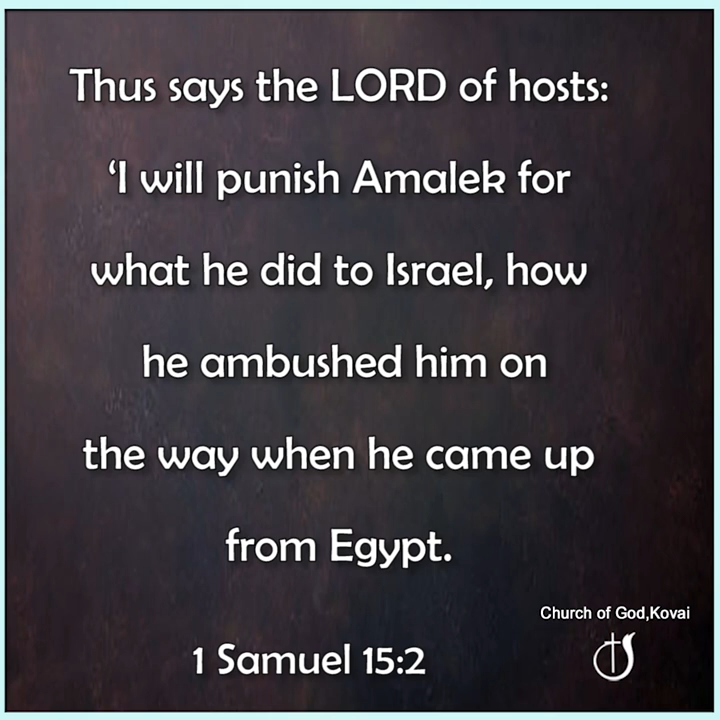 Thus says the LORD of hosts:
‘I will punish Amalek for
what he did to Israel, how
he ambushed him on
the way when he came up
from Egypt.
Church of God,Kovai
1 Samuel 15:2